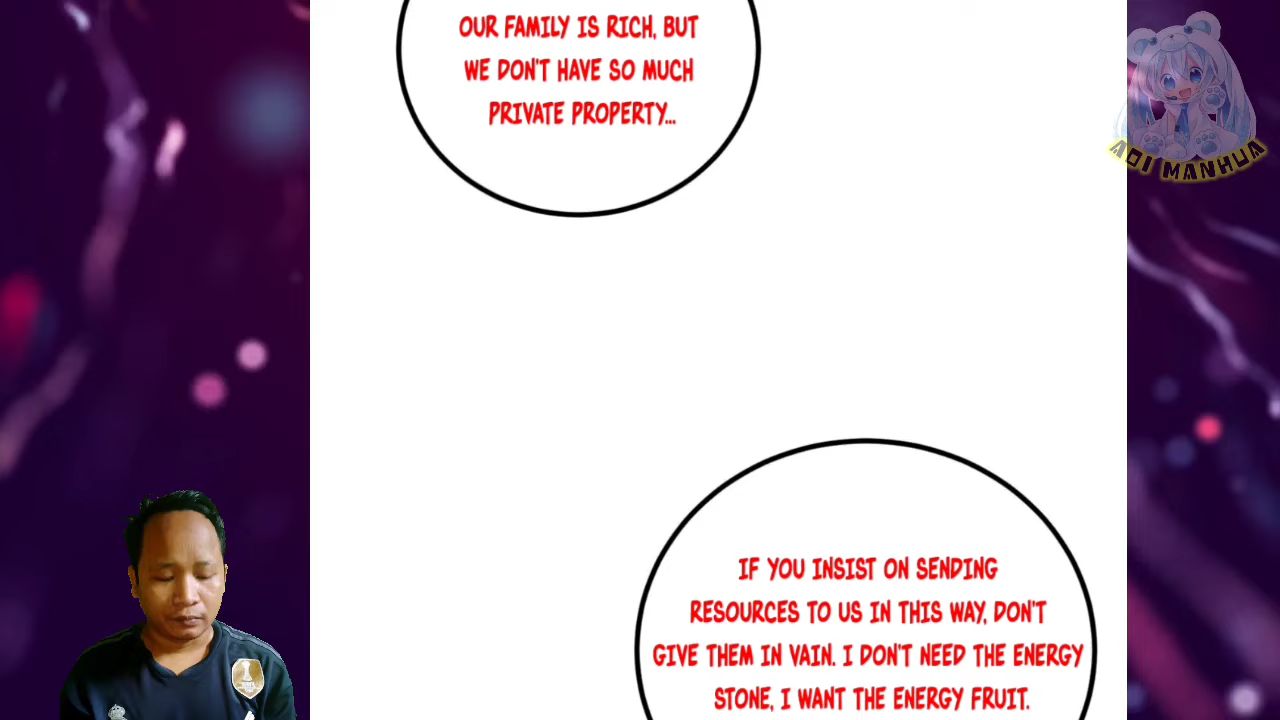 OUR FAMILY IS RICH, BUT
WE DON'T HAVE SO MUCH
PRIVATE PROPERTY...
AOI MANHUA
IF YOU INSIST ON SENDING
RESOURCES TO US IN THIS WAY, DON'T
GIVE THEM IN VAIN. I DON'T NEED THE ENERGY
STONE, I WANT THE ENERGY FRUIT.